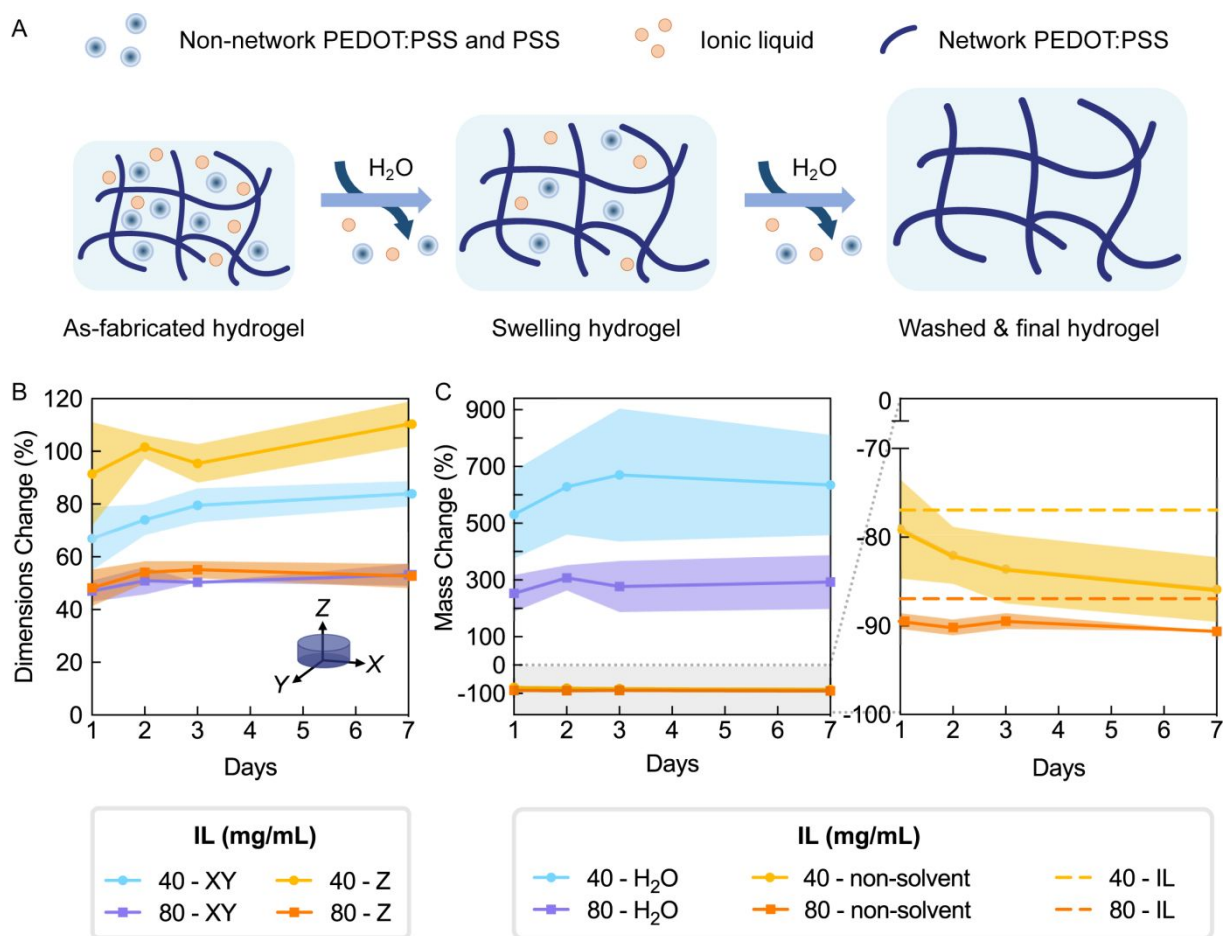 A
Non-network PEDOT:PSS and PSS
Ionic liquid
Network PEDOT:PSS
H₂O
H₂O
As-fabricated hydrogel
Swelling hydrogel
Washed & final hydrogel
B
Dimensions Change (%)
120
100
80
60
40
20
0
1 2 3 4 5 6 7
Days
Z
Y
X
C
Mass Change (%)
900
700
500
300
100
0
-100
1 2 3 4 5 6 7
Days
0
-70
-80
-90
-100
1 2 3 4 5 6 7
Days
IL (mg/mL)
40 - XY 40 - Z
80 - XY 80 - Z
IL (mg/mL)
40 - H₂O 40 - non-solvent 40 - IL
80 - H₂O 80 - non-solvent 80 - IL